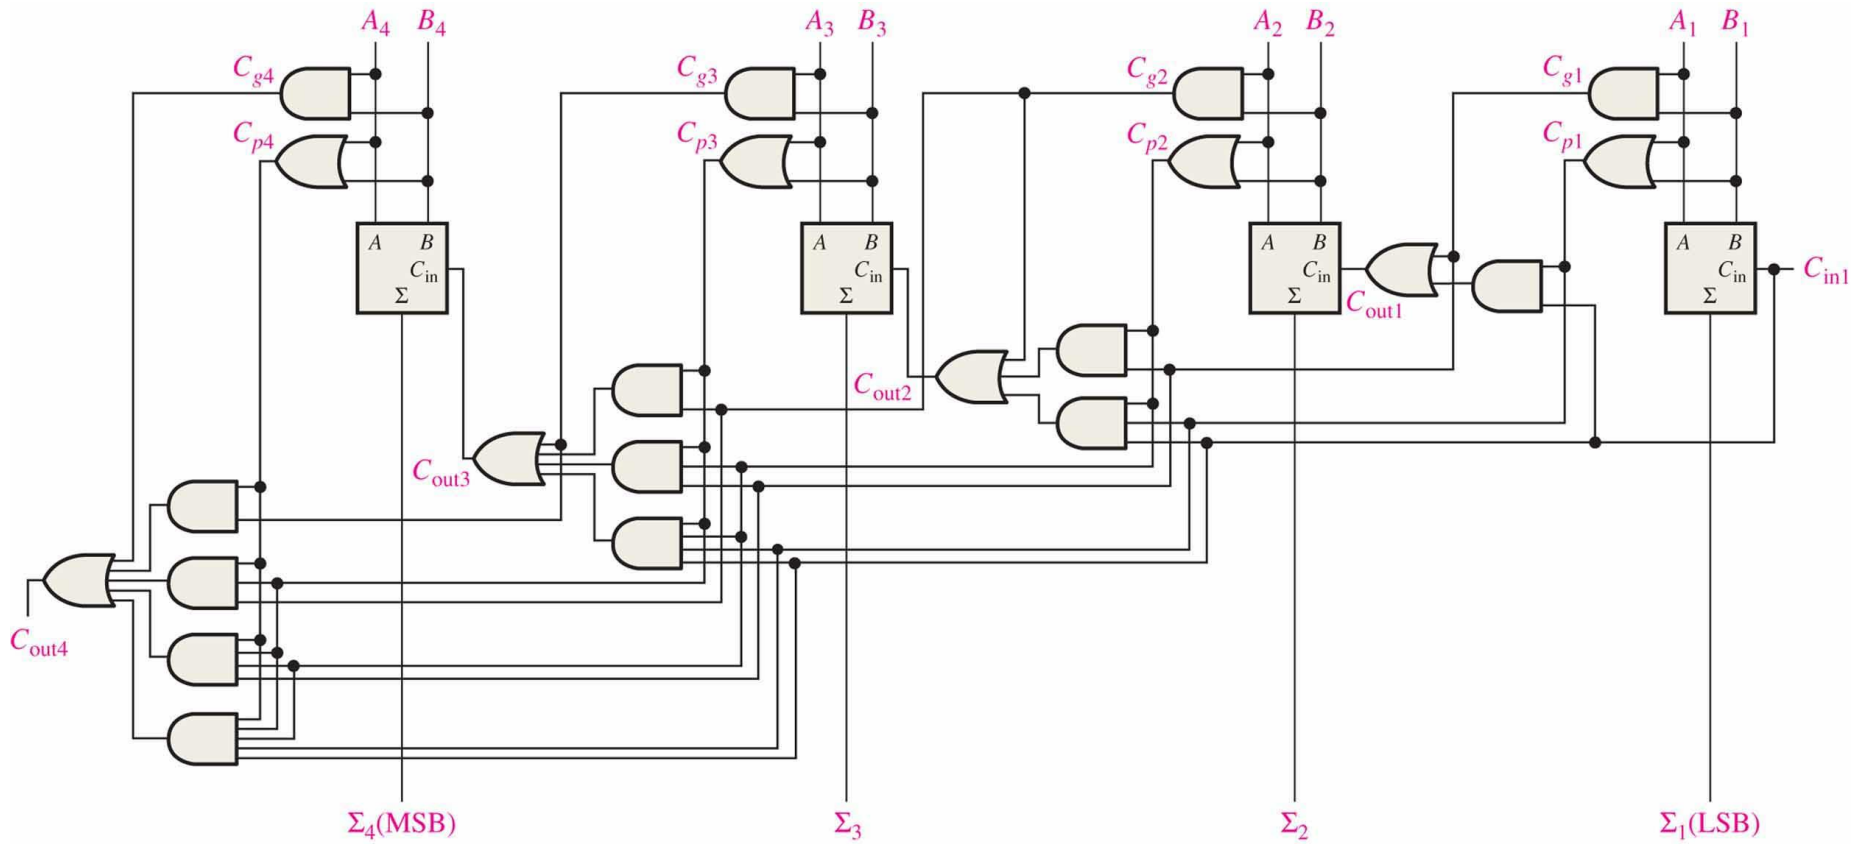 A4 B4 A3 B3 A2 B2 A1 B1
Cg4 Cg3 Cg2 Cg1
Cp4 Cp3 Cp2 Cp1
A B A B A B A B
Cin Cin Cin Cin Cin1
Σ Σ Σ Σ
Cout1
Cout2
Cout3
Cout4
Σ4(MSB) Σ3 Σ2 Σ1(LSB)